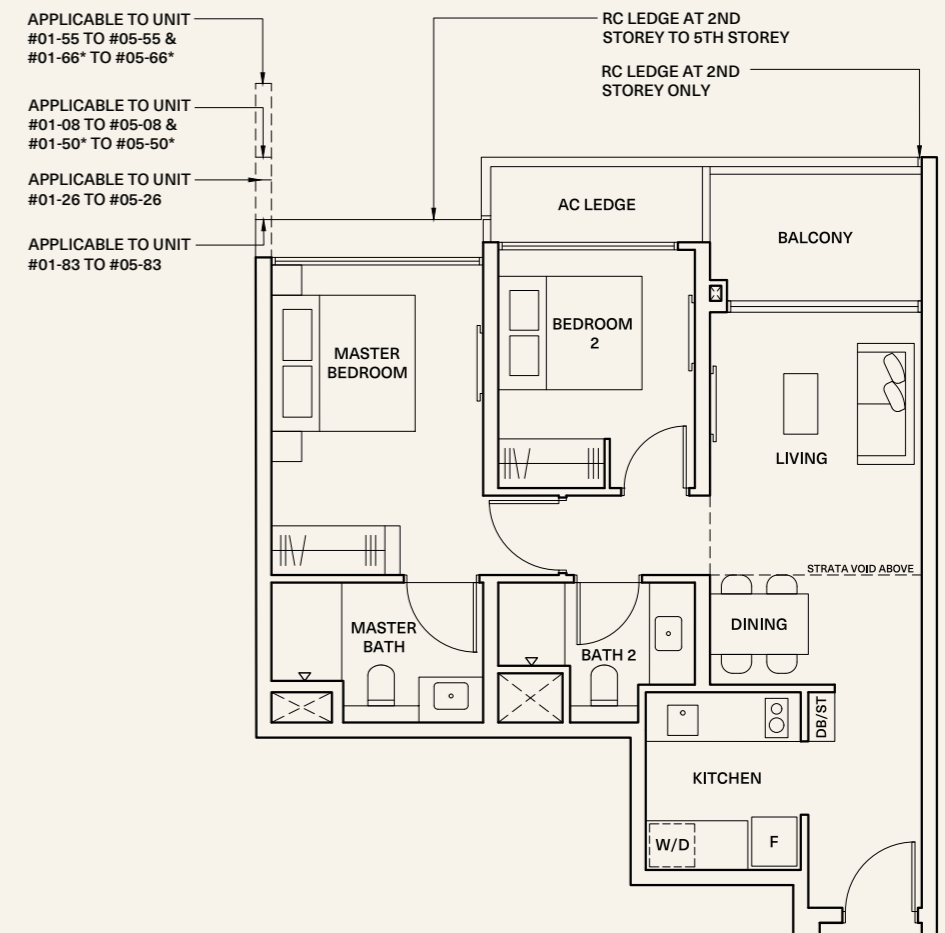 APPLICABLE TO UNIT
#01-55 TO #05-55 &
#01-66* TO #05-66*
RC LEDGE AT 2ND
STOREY TO 5TH STOREY
RC LEDGE AT 2ND
STOREY ONLY
APPLICABLE TO UNIT
#01-08 TO #05-08 &
#01-50* TO #05-50*
APPLICABLE TO UNIT
#01-26 TO #05-26
APPLICABLE TO UNIT
#01-83 TO #05-83
AC LEDGE
BALCONY
MASTER
BEDROOM
BEDROOM
2
LIVING
STRATA VOID ABOVE
DINING
MASTER
BATH
BATH 2
DB/ST
KITCHEN
W/D
F